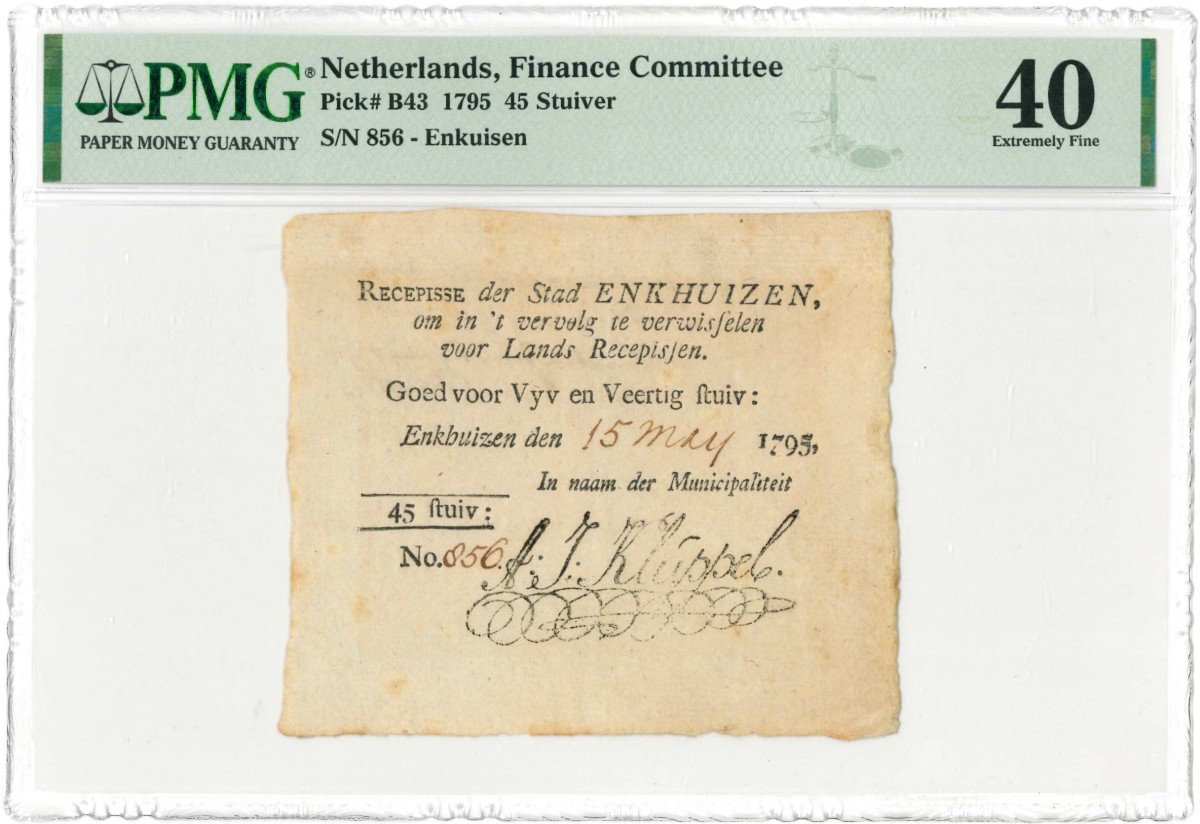 PMG®
PAPER MONEY GUARANTY
Netherlands, Finance Committee
Pick# B43 1795 45 Stuiver
S/N 856 - Enkuisen
40
Extremely Fine
RECEPISSE der Stad ENKHUIZEN,
om in 't vervolg te verwisſelen
voor Lands Recepisſen.
Goed voor Vyv en Veertig ſtuiv:
Enkhuizen den 15 May 1795,
In naam der Municipaliteit
45 ſtuiv:
No. 856. A: J: Klüppel.